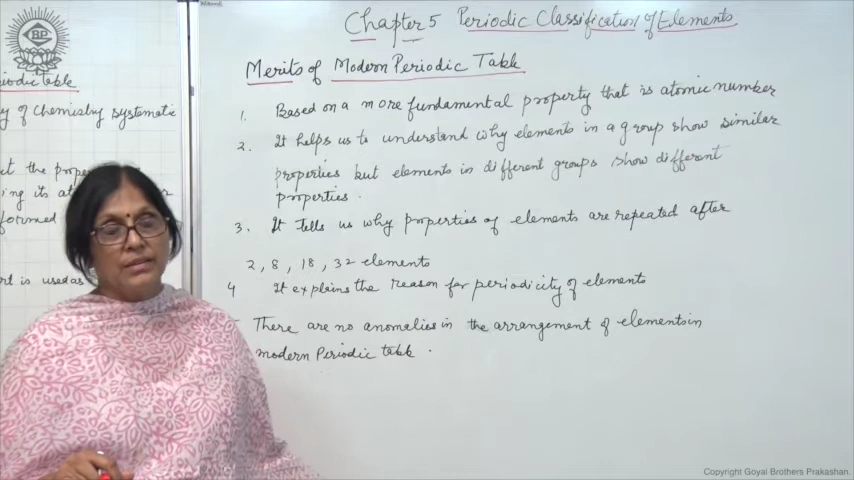 Chapter 5 Periodic Classification of Elements
Merits of Modern Periodic Table
1. Based on a more fundamental property that is atomic number
2. It helps us to understand why elements in a group show similar
properties but elements in different groups show different
properties.
3. It tells us why properties of elements are repeated after
2, 8, 18, 32 elements
4 It explains the reason for periodicity of elements
There are no anomalies in the arrangement of elements in
modern Periodic table .
BP
y of Chemistry systematic
the prope
ing its at
formed
is used as
Copyright Goyal Brothers Prakashan.